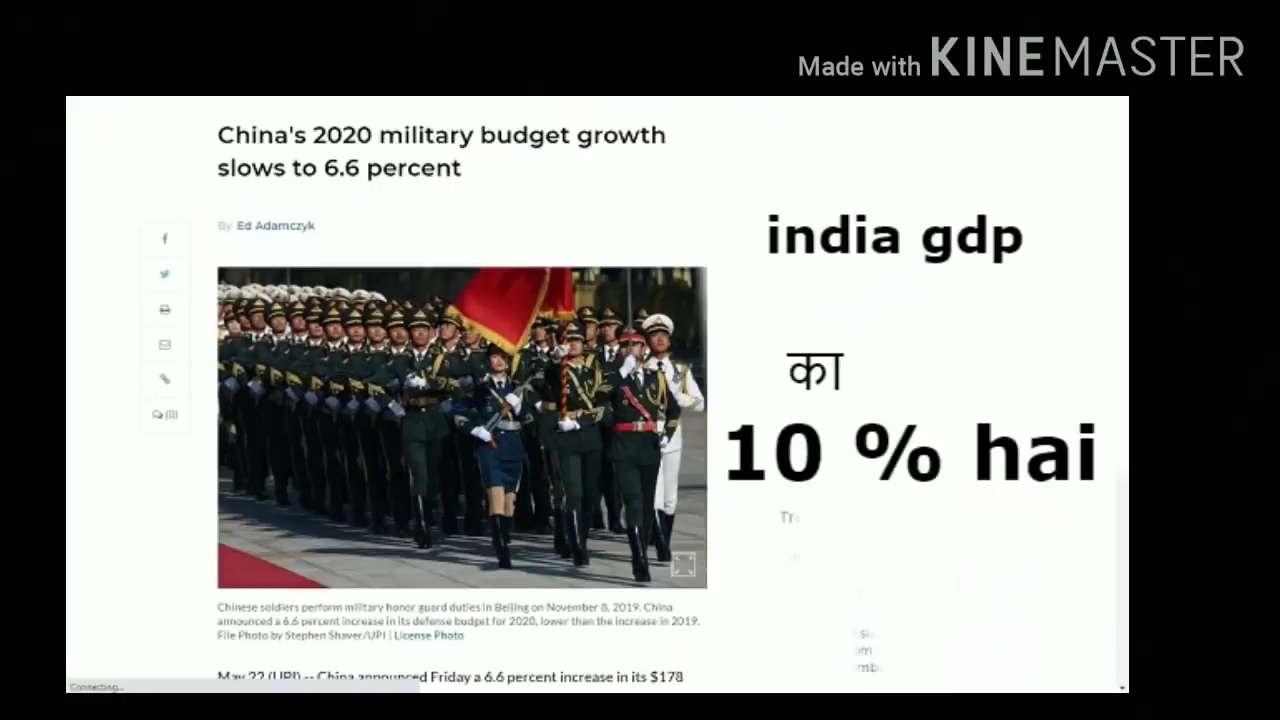 Made with KINEMASTER
China's 2020 military budget growth
slows to 6.6 percent
By Ed Adamczyk
india gdp
का
10 % hai
(0)
Chinese soldiers perform military honor guard duties in Beijing on November 8, 2019. China
announced a 6.6 percent increase in its defense budget for 2020, lower than the increase in 2019.
File Photo by Stephen Shaver/UPI | License Photo
May 22 (UPI) -- China announced Friday a 6.6 percent increase in its $178
Connecting...